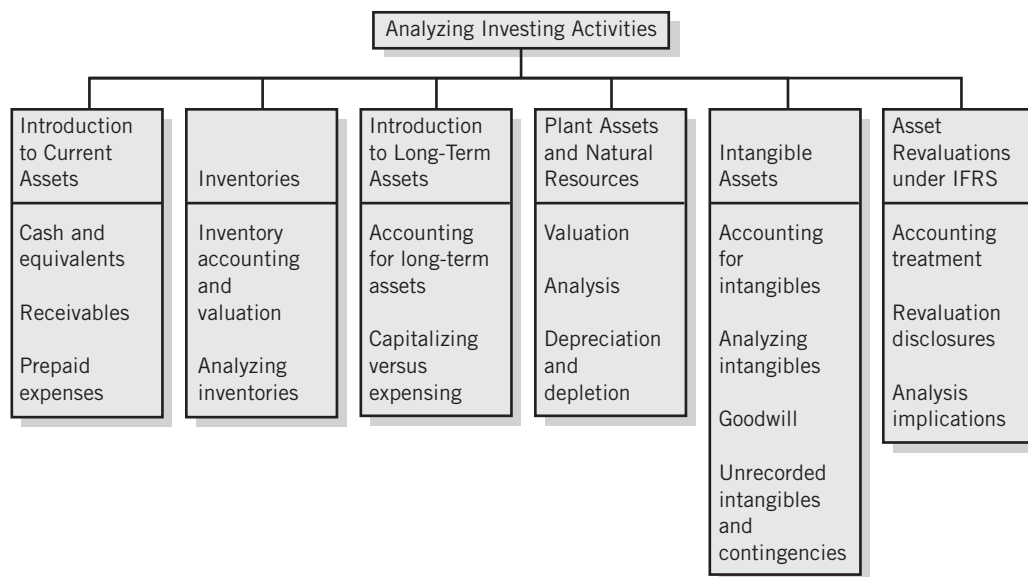 Analyzing Investing Activities
Introduction
to Current
Assets
Cash and
equivalents
Receivables
Prepaid
expenses
Inventories
Inventory
accounting
and
valuation
Analyzing
inventories
Introduction
to Long-Term
Assets
Accounting
for long-term
assets
Capitalizing
versus
expensing
Plant Assets
and Natural
Resources
Valuation
Analysis
Depreciation
and
depletion
Intangible
Assets
Accounting
for
intangibles
Analyzing
intangibles
Goodwill
Unrecorded
intangibles
and
contingencies
Asset
Revaluations
under IFRS
Accounting
treatment
Revaluation
disclosures
Analysis
implications